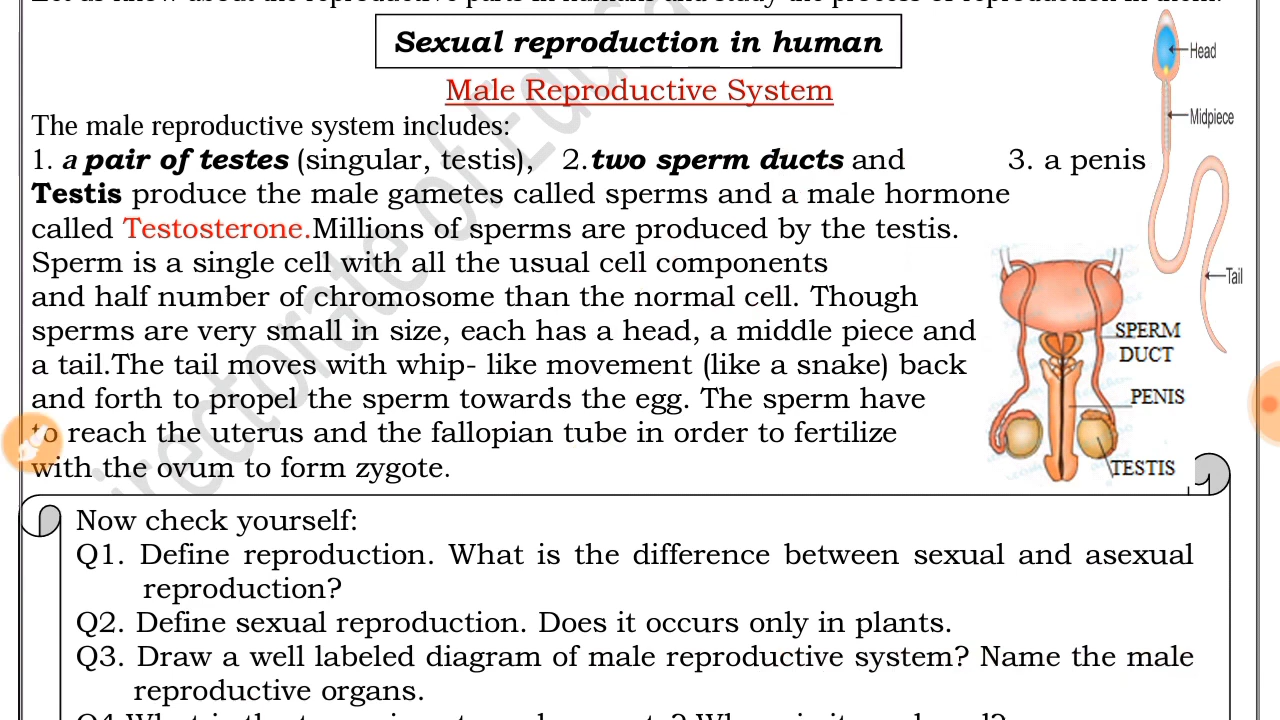 Sexual reproduction in human
Male Reproductive System
The male reproductive system includes:
1. a pair of testes (singular, testis), 2.two sperm ducts and 3. a penis
Testis produce the male gametes called sperms and a male hormone
called Testosterone.Millions of sperms are produced by the testis.
Sperm is a single cell with all the usual cell components
and half number of chromosome than the normal cell. Though
sperms are very small in size, each has a head, a middle piece and
a tail.The tail moves with whip- like movement (like a snake) back
and forth to propel the sperm towards the egg. The sperm have
to reach the uterus and the fallopian tube in order to fertilize
with the ovum to form zygote.
Head
Midpiece
Tail
SPERM
DUCT
PENIS
TESTIS
Now check yourself:
Q1. Define reproduction. What is the difference between sexual and asexual
reproduction?
Q2. Define sexual reproduction. Does it occurs only in plants.
Q3. Draw a well labeled diagram of male reproductive system? Name the male
reproductive organs.